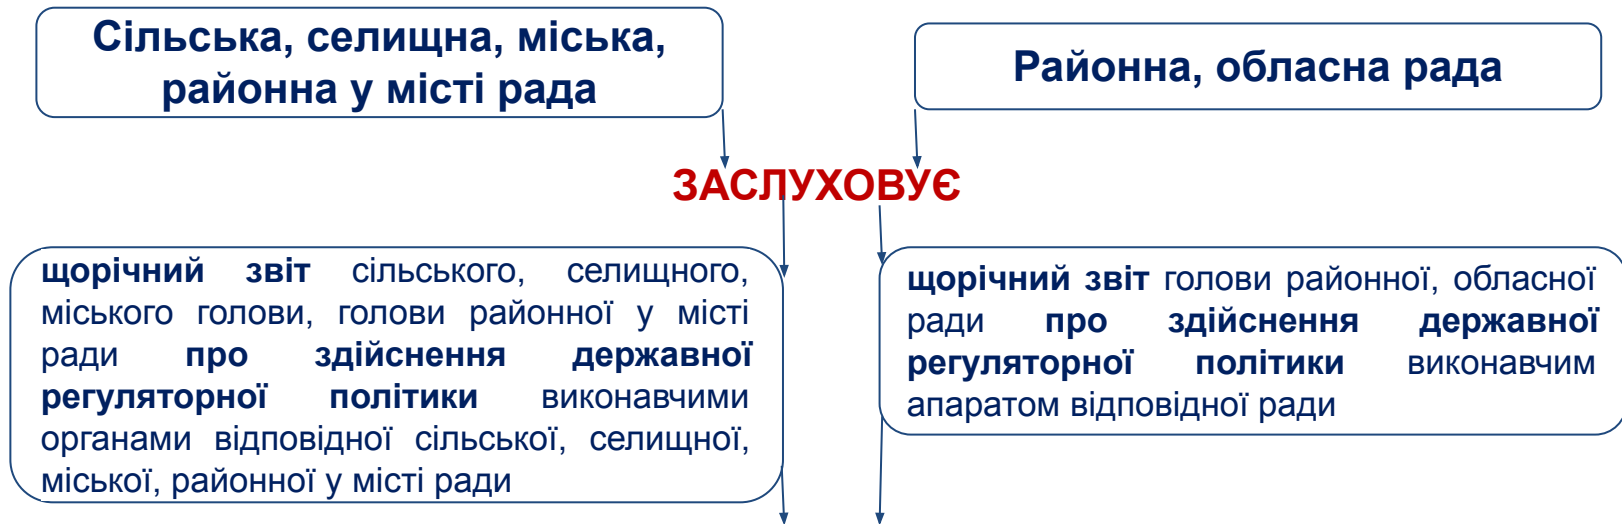 Сільська, селищна, міська,
районна у місті рада
Районна, обласна рада
ЗАСЛУХОВУЄ
щорічний звіт сільського, селищного,
міського голови, голови районної у місті
ради про здійснення державної
регуляторної політики виконавчими
органами відповідної сільської, селищної,
міської, районної у місті ради
щорічний звіт голови районної, обласної
ради про здійснення державної
регуляторної політики виконавчим
апаратом відповідної ради